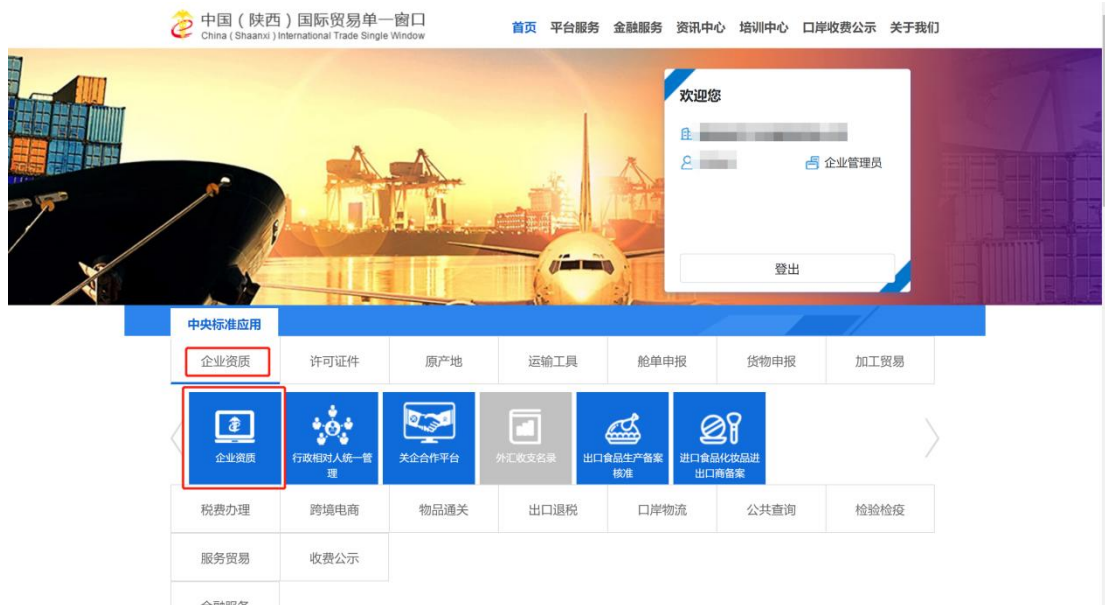 中国（陕西）国际贸易单一窗口
China ( Shaanxi ) International Trade Single Window
首页 平台服务 金融服务 资讯中心 培训中心 口岸收费公示 关于我们
欢迎您
企业管理员
登出
中央标准应用
企业资质 许可证件 原产地 运输工具 舱单申报 货物申报 加工贸易
企业资质
行政相对人统一管
理
关企合作平台
外汇收支名录
出口食品生产备案
核准
进口食品化妆品进
出口商备案
税费办理 跨境电商 物品通关 出口退税 口岸物流 公共查询 检验检疫
服务贸易 收费公示
金融服务